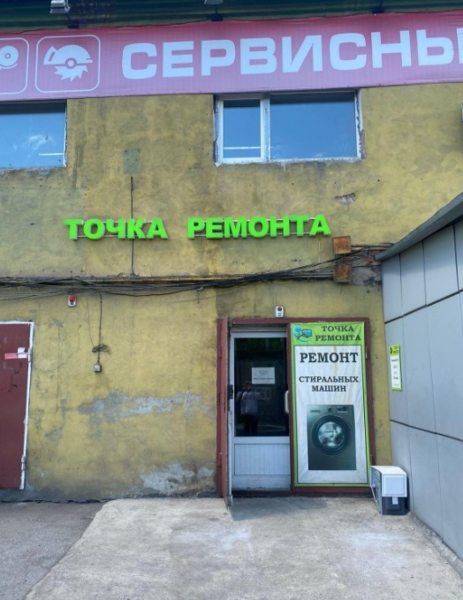 СЕРВИСНЫ
ТОЧКА РЕМОНТА
ТОЧКА
РЕМОНТА
РЕМОНТ
СТИРАЛЬНЫХ
МАШИН